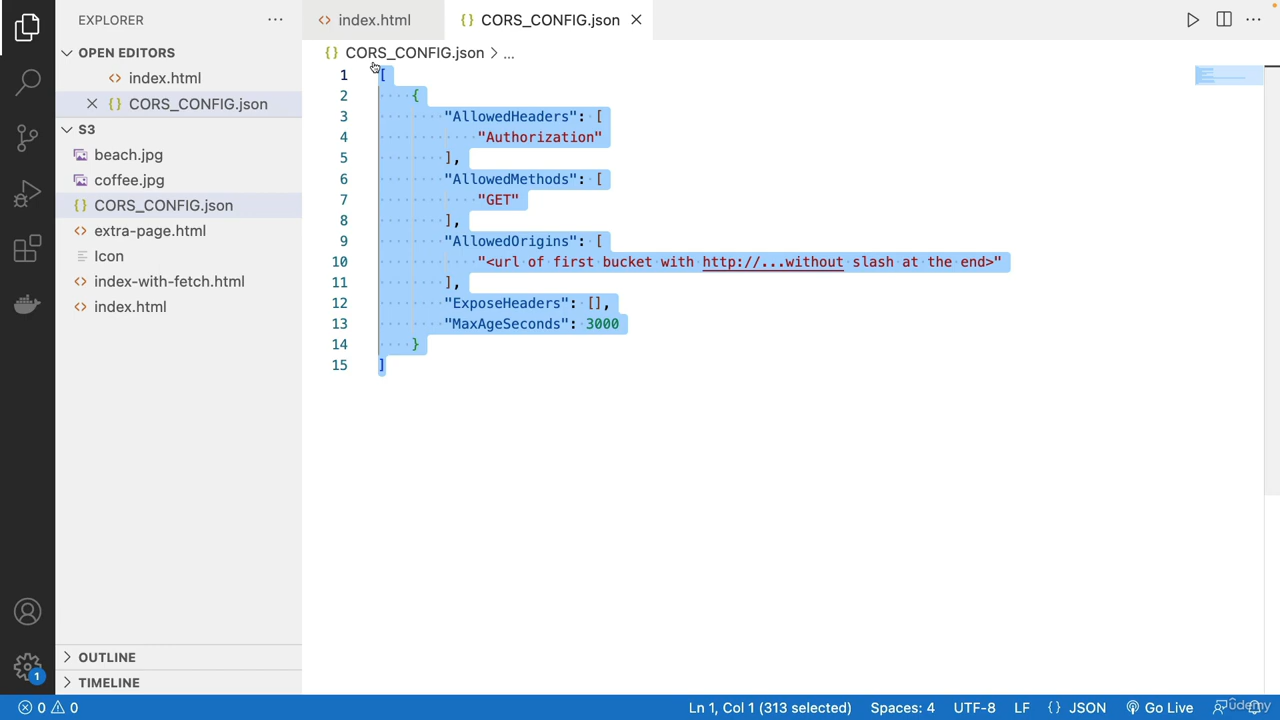 EXPLORER
OPEN EDITORS
index.html
CORS_CONFIG.json
S3
beach.jpg
coffee.jpg
CORS_CONFIG.json
extra-page.html
Icon
index-with-fetch.html
index.html
OUTLINE
TIMELINE
index.html
CORS_CONFIG.json
CORS_CONFIG.json > ...
1 [
2 {
3 "AllowedHeaders": [
4 "Authorization"
5 ],
6 "AllowedMethods": [
7 "GET"
8 ],
9 "AllowedOrigins": [
10 "<url of first bucket with http://...without slash at the end>"
11 ],
12 "ExposeHeaders": [],
13 "MaxAgeSeconds": 3000
14 }
15 ]
1
0 0 Ln 1, Col 1 (313 selected) Spaces: 4 UTF-8 LF {} JSON Go Live
Udemy